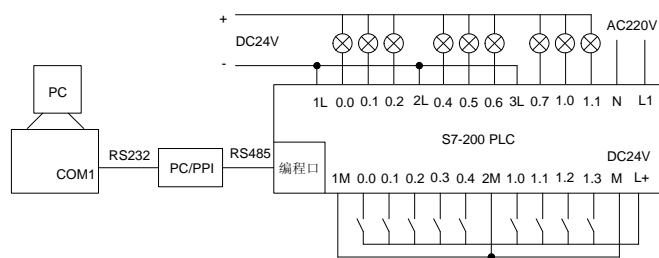 +
DC24V
-
AC220V
1L 0.0 0.1 0.2 2L 0.4 0.5 0.6 3L 0.7 1.0 1.1 N L1
PC
S7-200 PLC
COM1
RS232
PC/PPI
RS485
编程口
DC24V
1M 0.0 0.1 0.2 0.3 0.4 2M 1.0 1.1 1.2 1.3 M L+